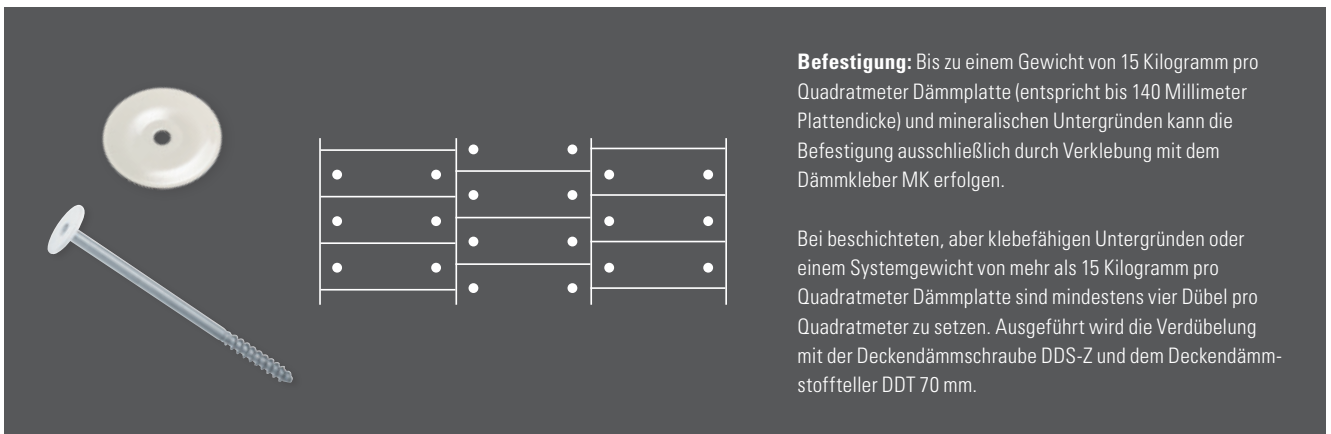 Befestigung: Bis zu einem Gewicht von 15 Kilogramm pro
Quadratmeter Dämmplatte (entspricht bis 140 Millimeter
Plattendicke) und mineralischen Untergründen kann die
Befestigung ausschließlich durch Verklebung mit dem
Dämmkleber MK erfolgen.
Bei beschichteten, aber klebefähigen Untergründen oder
einem Systemgewicht von mehr als 15 Kilogramm pro
Quadratmeter Dämmplatte sind mindestens vier Dübel pro
Quadratmeter zu setzen. Ausgeführt wird die Verdübelung
mit der Deckendämmschraube DDS-Z und dem Deckendämm-
stoffteller DDT 70 mm.